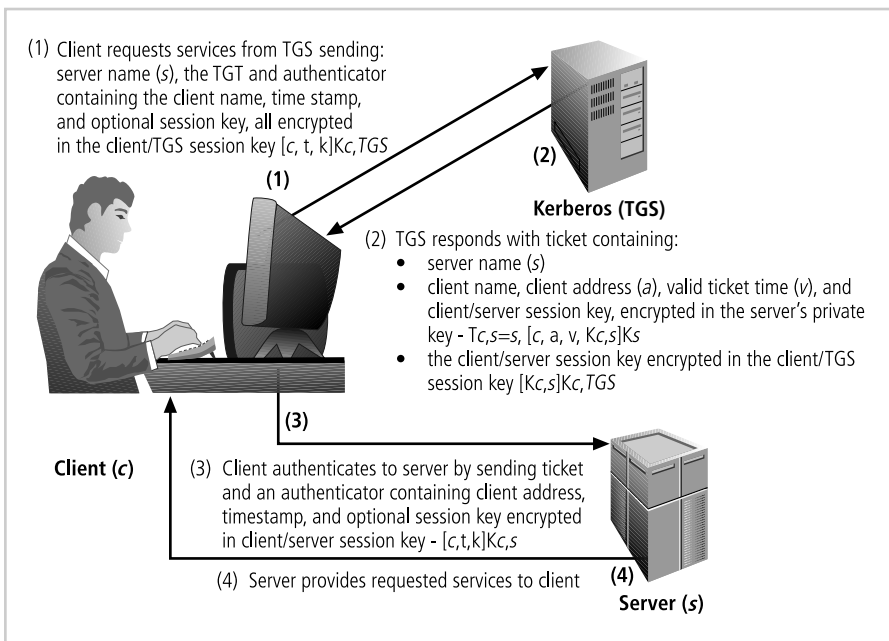 (1) Client requests services from TGS sending:
server name (s), the TGT and authenticator
containing the client name, time stamp,
and optional session key, all encrypted
in the client/TGS session key [c, t, k]Kc,TGS
(1)
(2)
Kerberos (TGS)
(2) TGS responds with ticket containing:
• server name (s)
• client name, client address (a), valid ticket time (v), and
client/server session key, encrypted in the server's private
key - Tc,s=s, [c, a, v, Kc,s]Ks
• the client/server session key encrypted in the client/TGS
session key [Kc,s]Kc,TGS
(3)
Client (c)
(3) Client authenticates to server by sending ticket
and an authenticator containing client address,
timestamp, and optional session key encrypted
in client/server session key - [c,t,k]Kc,s
(4) Server provides requested services to client
(4)
Server (s)